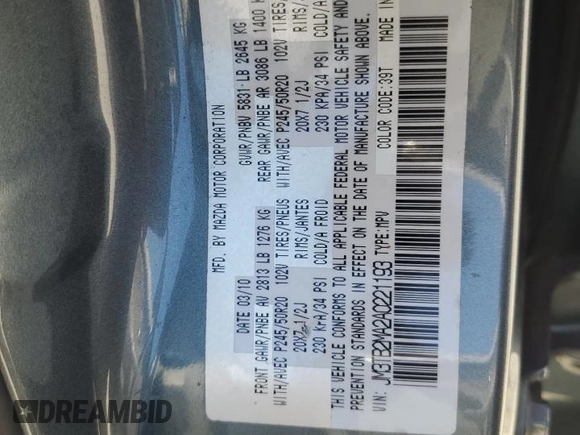 MFD. BY MAZDA MOTOR CORPORATION
DATE 03/10 GVWR/PNBV 5831 LB 2645 KG
FRONT GAWR/PNBE AV 2813 LB 1276 KG REAR GAWR/PNBE AR 3086 LB 1400
WITH/AVEC P245/50R20 102V TIRES/PNEUS WITH/AVEC P245/50R20 102V TIRES/
20X7 1/2J RIMS/JANTES 20X7 1/2J RIMS/
230 KPA/34 PSI COLD/A FROID 230 KPA/34 PSI COLD/A
THIS VEHICLE CONFORMS TO ALL APPLICABLE FEDERAL MOTOR VEHICLE SAFETY AND
PREVENTION STANDARDS IN EFFECT ON THE DATE OF MANUFACTURE SHOWN ABOVE.
VIN: JM3TB2MA2A0221193 TYPE:MPV COLOR CODE:39T MADE IN
DREAMBID